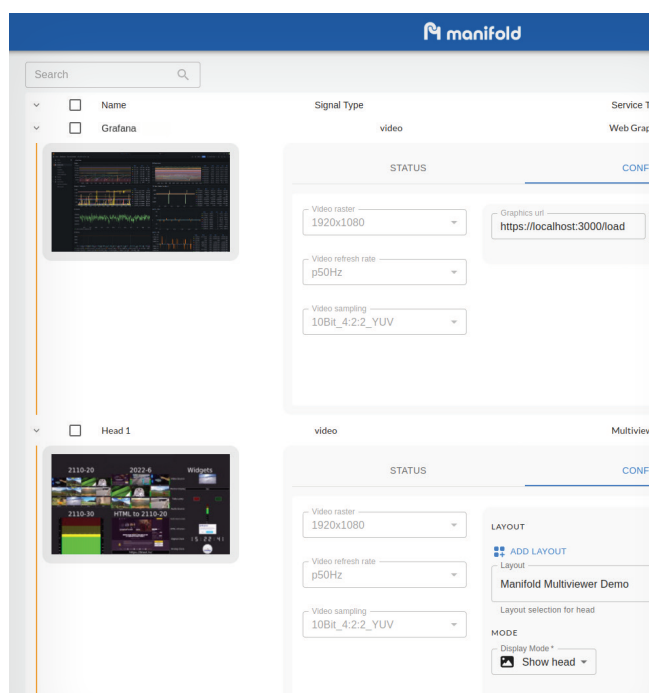 manifold
Search
Name Signal Type Service T
Grafana video Web Grap
STATUS CONF
Video raster
1920x1080
Graphics url
https://localhost:3000/load
Video refresh rate
p50Hz
Video sampling
10Bit_4:2:2_YUV
Head 1 video Multiview
STATUS CONF
2110-20 2022-6 Widgets
2110-30 HTML to 2110-20
15:22:41
Video raster
1920x1080
Video refresh rate
p50Hz
Video sampling
10Bit_4:2:2_YUV
LAYOUT
ADD LAYOUT
Layout
Manifold Multiviewer Demo
Layout selection for head
MODE
Display Mode *
Show head